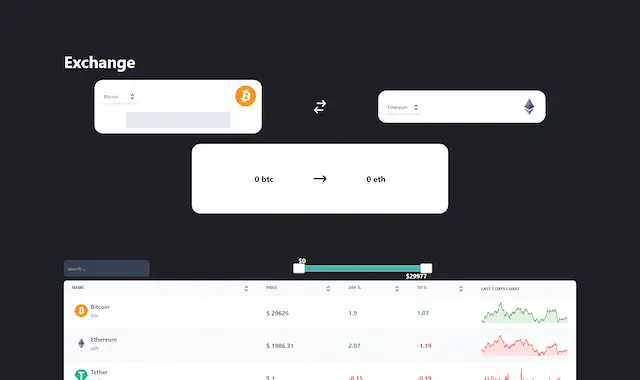 Exchange
Bitcoin
Ethereum
0 btc
0 eth
$0
search ...
$29977
NAME
PRICE
24H %
7D %
LAST 7 DAYS CHART
Bitcoin
btc
$ 29626
1.9
1.07
Ethereum
eth
$ 1986.31
2.07
-1.19
Tether
$ 1
-0.15
-0.19